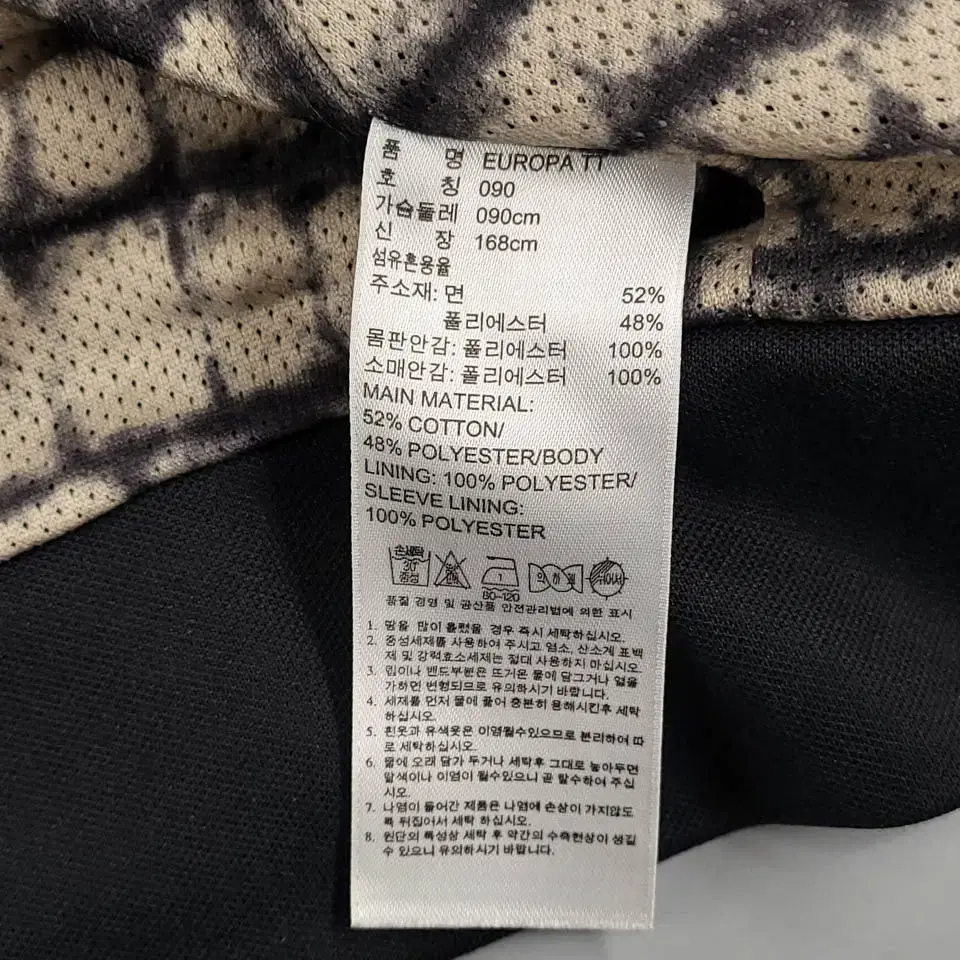 품 명 EUROPA TT
호 칭 090
가슴둘레 090cm
신 장 168cm
섬유혼용율
주소재: 면 52%
폴리에스터 48%
몸판안감: 폴리에스터 100%
소매안감: 폴리에스터 100%
MAIN MATERIAL:
52% COTTON/
48% POLYESTER/BODY
LINING: 100% POLYESTER/
SLEEVE LINING:
100% POLYESTER
손세탁 30 중성 1 80-120
품질 경영 및 공산품 안전관리법에 의한 표시
1. 땀을 많이 흘렸을 경우 즉시 세탁하십시오.
2. 중성세제를 사용하여 주시고 염소, 산소계 표백
제 및 강력효소세제는 절대 사용하지 마십시오
3. 립이나 밴드부분은 뜨거운 물에 담그거나 열을
가하면 변형되므로 유의하시기 바랍니다.
4. 세제를 먼저 물에 풀어 충분히 용해시킨후 세탁
하십시오.
5. 흰옷과 유색옷은 이염될수있으므로 분리하여 따
로 세탁하십시오.
6. 물에 오래 담가 두거나 세탁후 그대로 놓아두면
탈색이나 이염이 될수있으니 곧 탈수하여 주십
시오.
7. 나염이 들어간 제품은 나염에 손상이 가지않도
록 뒤집어서 세탁하십시오.
8. 원단의 특성상 세탁 후 약간의 수축현상이 생길
수 있으니 유의하시기 바랍니다.